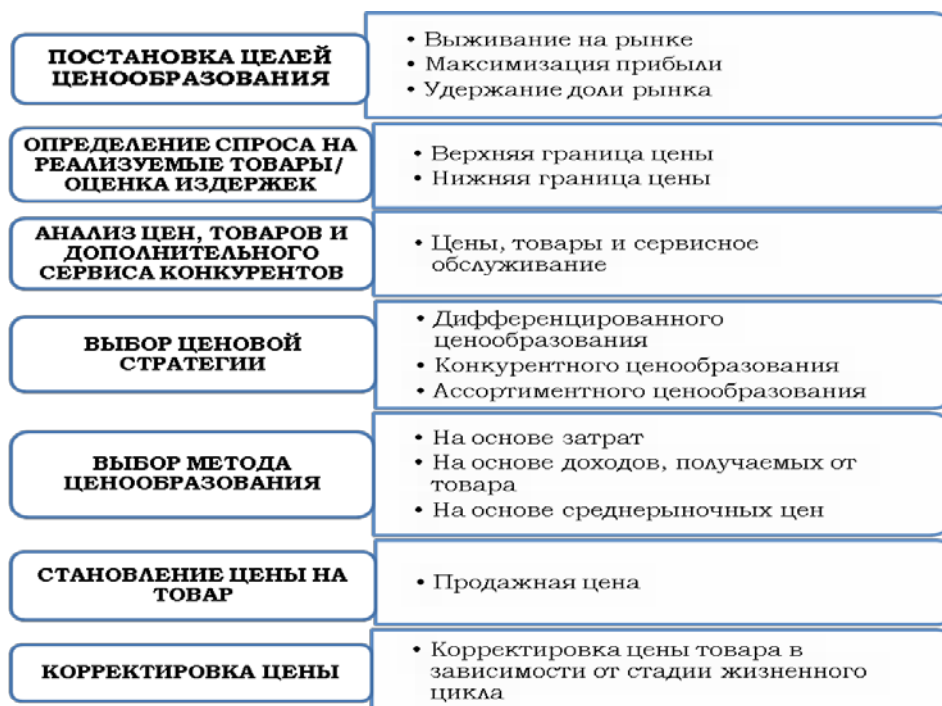 ПОСТАНОВКА ЦЕЛЕЙ
ЦЕНООБРАЗОВАНИЯ
• Выживание на рынке
• Максимизация прибыли
• Удержание доли рынка
ОПРЕДЕЛЕНИЕ СПРОСА НА
РЕАЛИЗУЕМЫЕ ТОВАРЫ/
ОЦЕНКА ИЗДЕРЖЕК
• Верхняя граница цены
• Нижняя граница цены
АНАЛИЗ ЦЕН, ТОВАРОВ И
ДОПОЛНИТЕЛЬНОГО
СЕРВИСА КОНКУРЕНТОВ
• Цены, товары и сервисное
обслуживание
ВЫБОР ЦЕНОВОЙ
СТРАТЕГИИ
• Дифференцированного
ценообразования
• Конкурентного ценообразования
• Ассортиментного ценообразования
ВЫБОР МЕТОДА
ЦЕНООБРАЗОВАНИЯ
• На основе затрат
• На основе доходов, получаемых от
товара
• На основе среднерыночных цен
СТАНОВЛЕНИЕ ЦЕНЫ НА
ТОВАР
• Продажная цена
КОРРЕКТИРОВКА ЦЕНЫ
• Корректировка цены товара в
зависимости от стадии жизненного
цикла